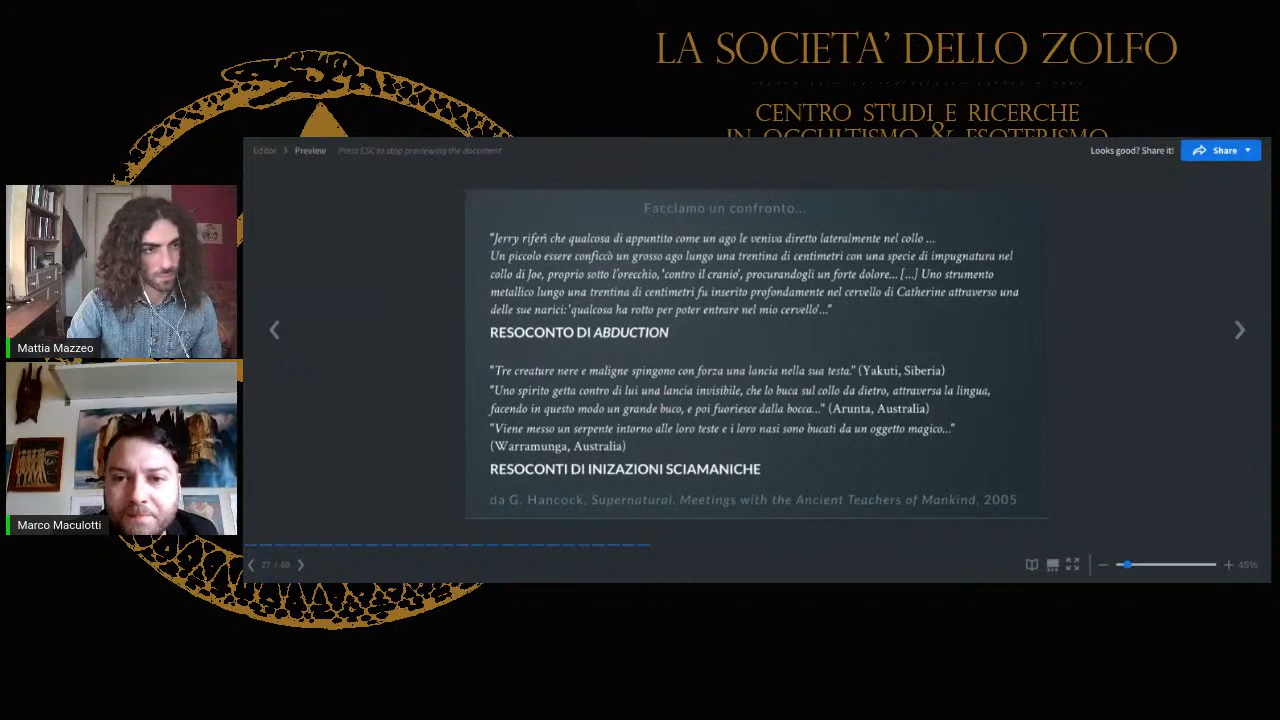 LA SOCIETA' DELLO ZOLFO
CENTRO STUDI E RICERCHE
IN OCCULTISMO & ESOTERISMO
Editor > Preview Press ESC to stop previewing the document
Looks good? Share it! Share
Facciamo un confronto...
"Jerry riferì che qualcosa di appuntito come un ago le veniva diretto lateralmente nel collo ...
Un piccolo essere conficcò un grosso ago lungo una trentina di centimetri con una specie di impugnatura nel
collo di Joe, proprio sotto l'orecchio, 'contro il cranio', procurandogli un forte dolore... [...] Uno strumento
metallico lungo una trentina di centimetri fu inserito profondamente nel cervello di Catherine attraverso una
delle sue narici: 'qualcosa ha rotto per poter entrare nel mio cervello'..."
RESOCONTO DI ABDUCTION
"Tre creature nere e maligne spingono con forza una lancia nella sua testa." (Yakuti, Siberia)
"Uno spirito getta contro di lui una lancia invisibile, che lo buca sul collo da dietro, attraversa la lingua,
facendo in questo modo un grande buco, e poi fuoriesce dalla bocca..." (Arunta, Australia)
"Viene messo un serpente intorno alle loro teste e i loro nasi sono bucati da un oggetto magico..."
(Warramunga, Australia)
RESOCONTI DI INIZAZIONI SCIAMANICHE
da G. Hancock, Supernatural. Meetings with the Ancient Teachers of Mankind, 2005
27 / 68
45%
Mattia Mazzeo
Marco Maculotti